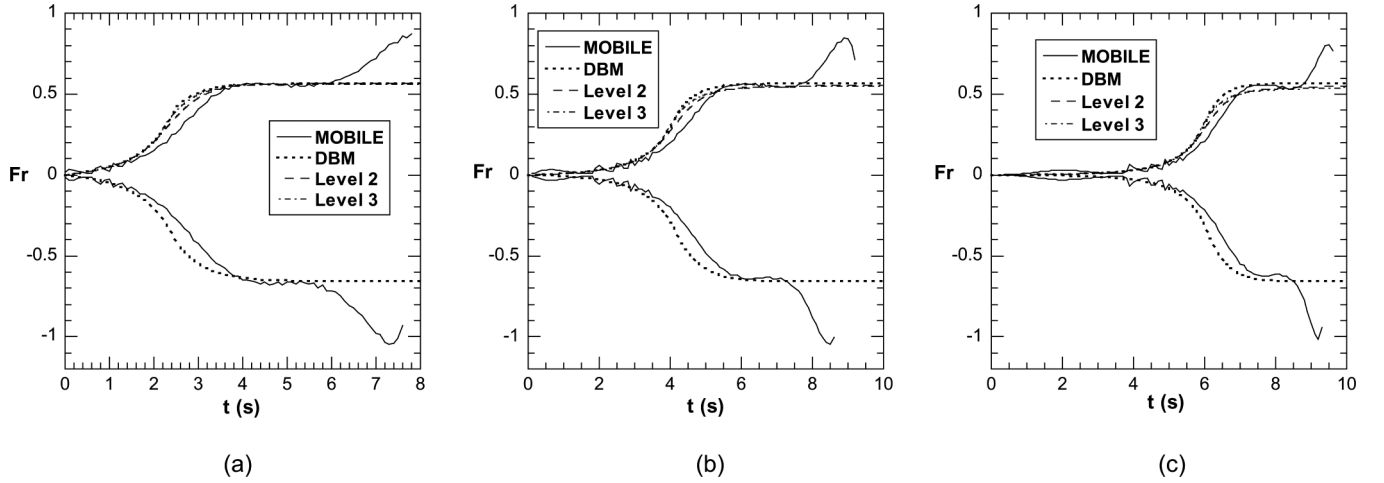 1
0.5
Fr
0
-0.5
-1
MOBILE
DBM
Level 2
Level 3
0 1 2 3 4 5 6 7 8
t (s)
(a)
1
0.5
Fr
0
-0.5
-1
MOBILE
DBM
Level 2
Level 3
0 2 4 6 8 10
t (s)
(b)
1
0.5
Fr
0
-0.5
-1
MOBILE
DBM
Level 2
Level 3
0 2 4 6 8 10
t (s)
(c)